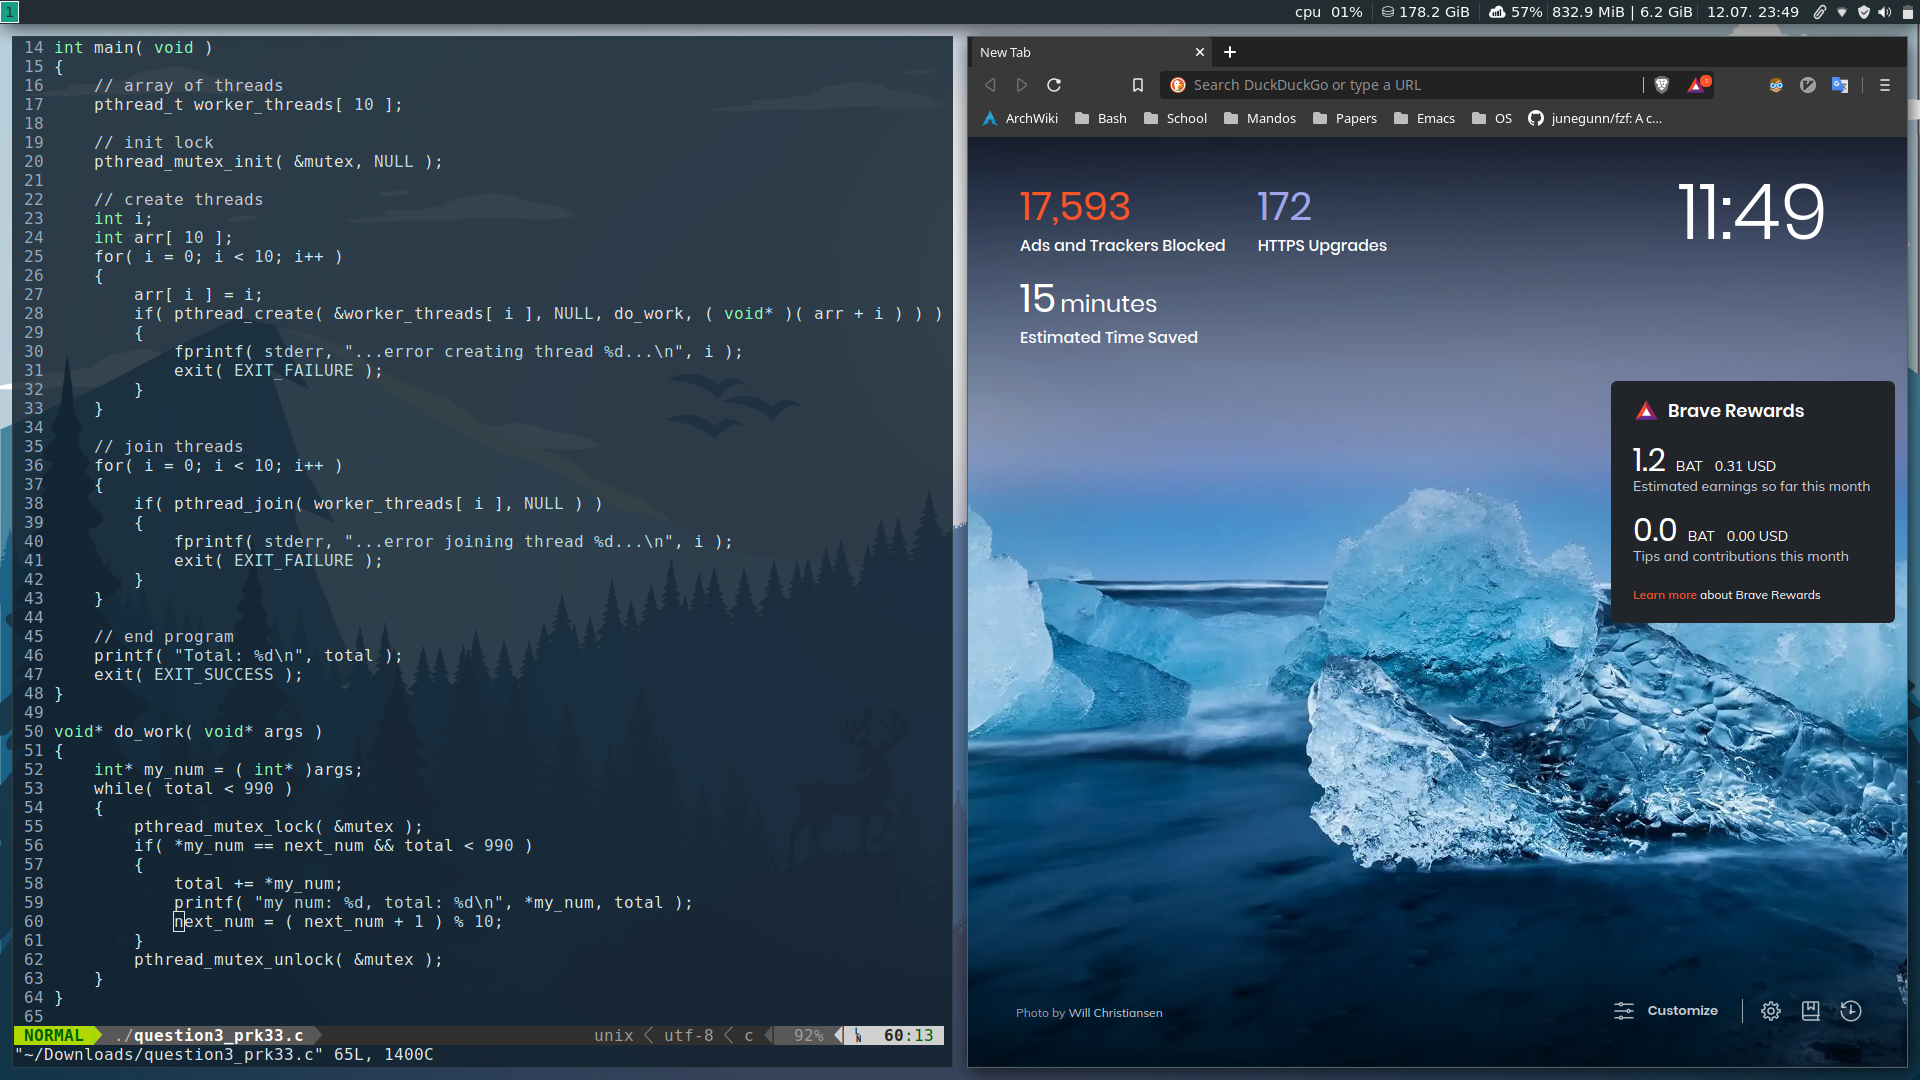 1
cpu 01% 178.2 GiB 57% 832.9 MiB | 6.2 GiB 12.07. 23:49
14 int main( void )
15 {
16     // array of threads
17     pthread_t worker_threads[ 10 ];
18
19     // init lock
20     pthread_mutex_init( &mutex, NULL );
21
22     // create threads
23     int i;
24     int arr[ 10 ];
25     for( i = 0; i < 10; i++ )
26     {
27         arr[ i ] = i;
28         if( pthread_create( &worker_threads[ i ], NULL, do_work, ( void* )( arr + i ) ) )
29         {
30             fprintf( stderr, "...error creating thread %d...\n", i );
31             exit( EXIT_FAILURE );
32         }
33     }
34
35     // join threads
36     for( i = 0; i < 10; i++ )
37     {
38         if( pthread_join( worker_threads[ i ], NULL ) )
39         {
40             fprintf( stderr, "...error joining thread %d...\n", i );
41             exit( EXIT_FAILURE );
42         }
43     }
44
45     // end program
46     printf( "Total: %d\n", total );
47     exit( EXIT_SUCCESS );
48 }
49
50 void* do_work( void* args )
51 {
52     int* my_num = ( int* )args;
53     while( total < 990 )
54     {
55         pthread_mutex_lock( &mutex );
56         if( *my_num == next_num && total < 990 )
57         {
58             total += *my_num;
59             printf( "my num: %d, total: %d\n", *my_num, total );
60             next_num = ( next_num + 1 ) % 10;
61         }
62         pthread_mutex_unlock( &mutex );
63     }
64 }
65
NORMAL ./question3_prk33.c unix utf-8 c 92% 60:13
"~/Downloads/question3_prk33.c" 65L, 1400C
New Tab
Search DuckDuckGo or type a URL
ArchWiki Bash School Mandos Papers Emacs OS junegunn/fzf: A c...
17,593
Ads and Trackers Blocked
172
HTTPS Upgrades
11:49
15 minutes
Estimated Time Saved
Brave Rewards
1.2 BAT 0.31 USD
Estimated earnings so far this month
0.0 BAT 0.00 USD
Tips and contributions this month
Learn more about Brave Rewards
Photo by Will Christiansen
Customize